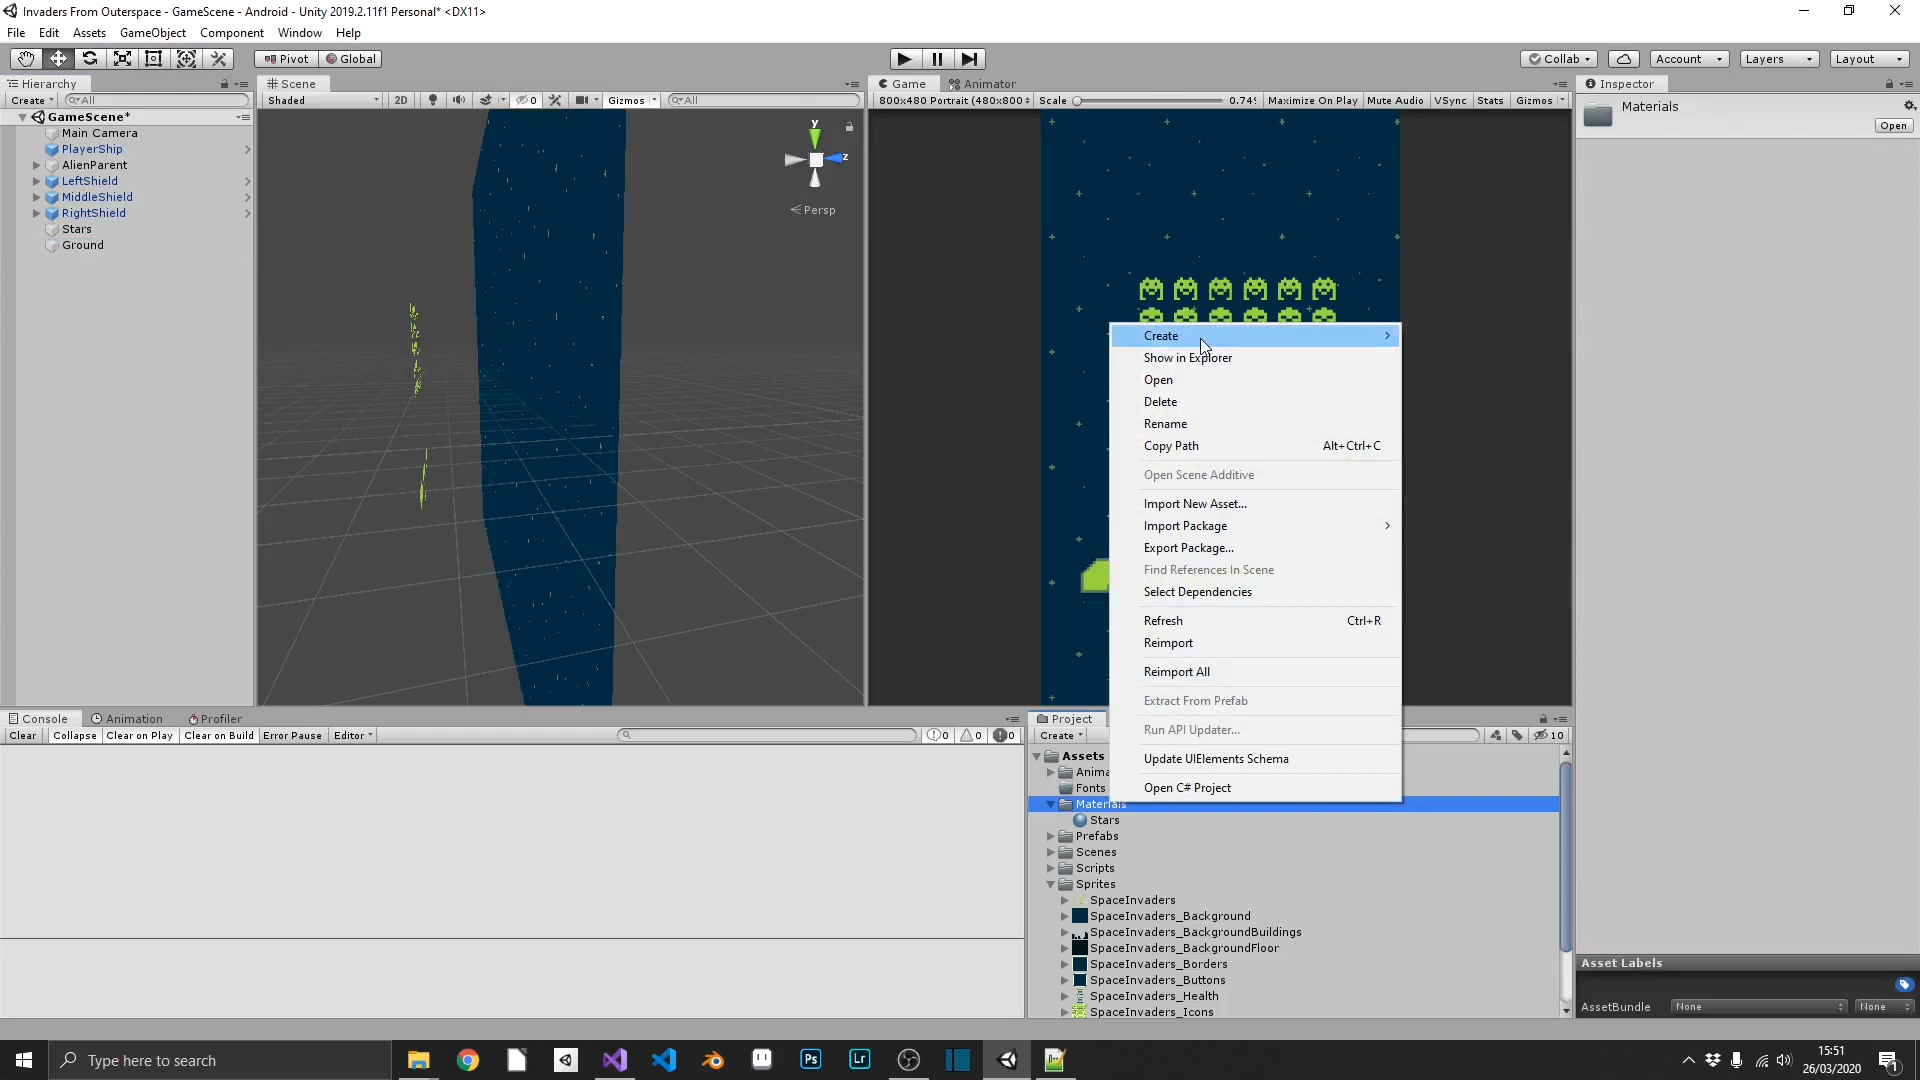 Invaders From Outerspace - GameScene - Android - Unity 2019.2.11f1 Personal* <DX11>
File Edit Assets GameObject Component Window Help
Pivot Global Collab Account Layers Layout
Hierarchy
Create All
GameScene*
Main Camera
PlayerShip
AlienParent
LeftShield
MiddleShield
RightShield
Stars
Ground
Scene
Shaded 2D 0 Gizmos All
y
z
Persp
Game Animator
800x480 Portrait (480x800 Scale 0.74 Maximize On Play Mute Audio VSync Stats Gizmos
Create
Show in Explorer
Open
Delete
Rename
Copy Path Alt+Ctrl+C
Open Scene Additive
Import New Asset...
Import Package
Export Package...
Find References In Scene
Select Dependencies
Refresh Ctrl+R
Reimport
Reimport All
Extract From Prefab
Run API Updater...
Update UIElements Schema
Open C# Project
Inspector
Materials
Open
Asset Labels
AssetBundle None None
Console Animation Profiler
Clear Collapse Clear on Play Clear on Build Error Pause Editor 0 0 0
Project
Create 10
Assets
Anima
Fonts
Materials
Stars
Prefabs
Scenes
Scripts
Sprites
SpaceInvaders
SpaceInvaders_Background
SpaceInvaders_BackgroundBuildings
SpaceInvaders_BackgroundFloor
SpaceInvaders_Borders
SpaceInvaders_Buttons
SpaceInvaders_Health
SpaceInvaders_Icons
Type here to search
Ps
Lr
15:51
26/03/2020
1